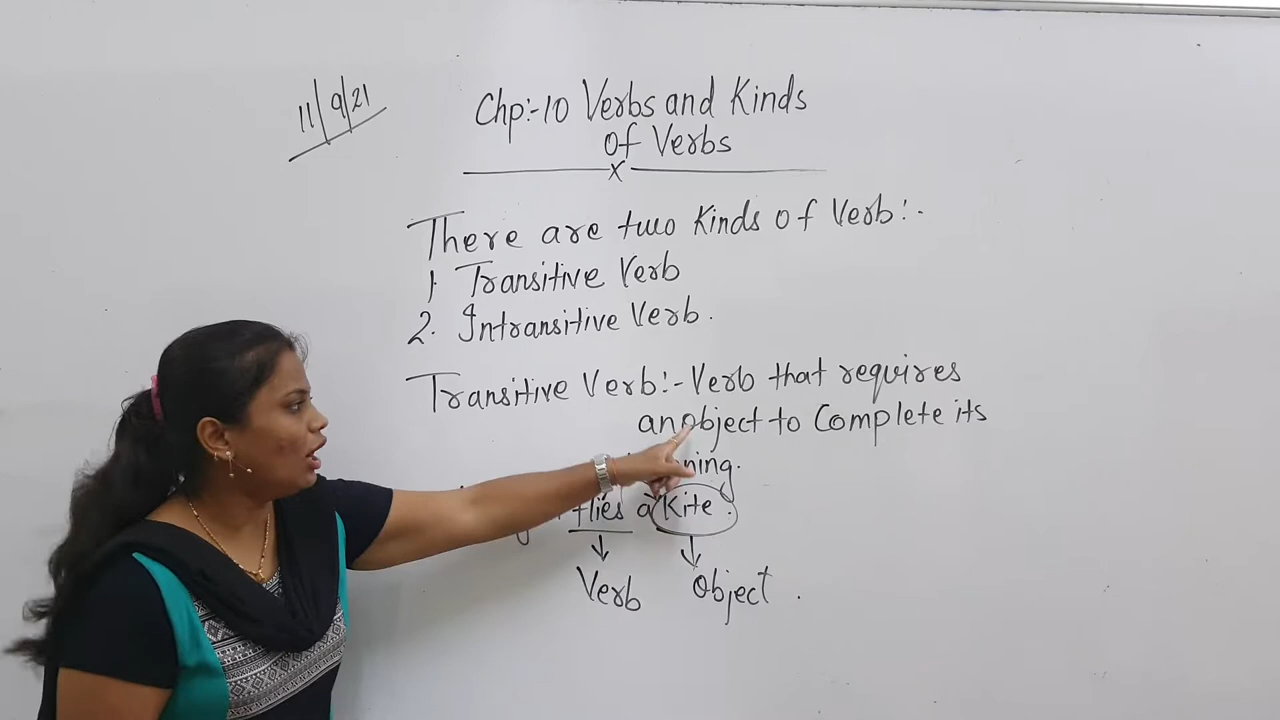 11/9/21
Chp:-10 Verbs and Kinds
of Verbs
x
There are two Kinds of Verb:-
1. Transitive Verb
2. Intransitive Verb.
Transitive Verb:- Verb that requires
an object to Complete its
flies a Kite.
Verb Object.